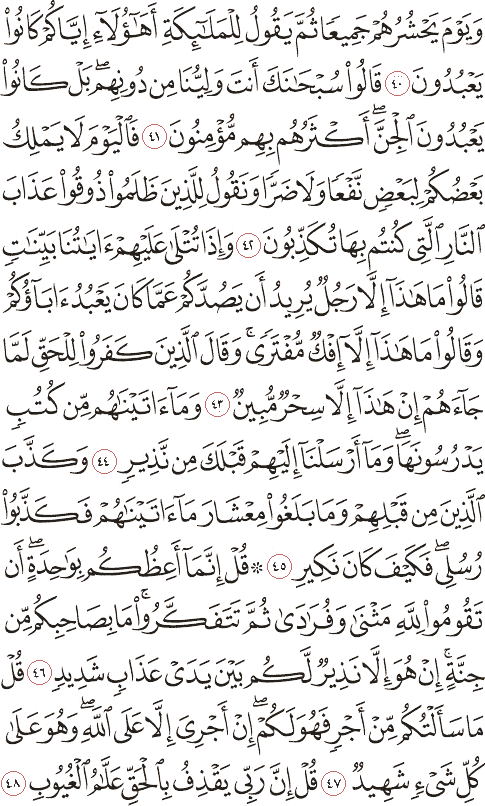 وَيَوْمَ يَحْشُرُهُمْ جَمِيعًا ثُمَّ يَقُولُ لِلْمَلَٰٓئِكَةِ أَهَٰٓؤُلَآءِ إِيَّاكُمْ كَانُوا۟
يَعْبُدُونَ ٤٠ قَالُوا۟ سُبْحَٰنَكَ أَنتَ وَلِيُّنَا مِن دُونِهِم ۖ بَلْ كَانُوا۟
يَعْبُدُونَ ٱلْجِنَّ ۖ أَكْثَرُهُم بِهِم مُّؤْمِنُونَ ٤١ فَٱلْيَوْمَ لَا يَمْلِكُ
بَعْضُكُمْ لِبَعْضٍ نَّفْعًا وَلَا ضَرًّا وَنَقُولُ لِلَّذِينَ ظَلَمُوا۟ ذُوقُوا۟ عَذَابَ
ٱلنَّارِ ٱلَّتِى كُنتُم بِهَا تُكَذِّبُونَ ٤٢ وَإِذَا تُتْلَىٰ عَلَيْهِمْ ءَايَٰتُنَا بَيِّنَٰتٍ
قَالُوا۟ مَا هَٰذَآ إِلَّا رَجُلٌ يُرِيدُ أَن يَصُدَّكُمْ عَمَّا كَانَ يَعْبُدُ ءَابَآؤُكُمْ
وَقَالُوا۟ مَا هَٰذَآ إِلَّآ إِفْكٌ مُّفْتَرًى ۚ وَقَالَ ٱلَّذِينَ كَفَرُوا۟ لِلْحَقِّ لَمَّا
جَآءَهُمْ إِنْ هَٰذَآ إِلَّا سِحْرٌ مُّبِينٌ ٤٣ وَمَآ ءَاتَيْنَٰهُم مِّن كُتُبٍ
يَدْرُسُونَهَا ۖ وَمَآ أَرْسَلْنَآ إِلَيْهِمْ قَبْلَكَ مِن نَّذِيرٍ ٤٤ وَكَذَّبَ
ٱلَّذِينَ مِن قَبْلِهِمْ وَمَا بَلَغُوا۟ مِعْشَارَ مَآ ءَاتَيْنَٰهُمْ فَكَذَّبُوا۟
رُسُلِى ۖ فَكَيْفَ كَانَ نَكِيرِ ٤٥ ۞ قُلْ إِنَّمَآ أَعِظُكُم بِوَٰحِدَةٍ ۖ أَن
تَقُومُوا۟ لِلَّهِ مَثْنَىٰ وَفُرَٰدَىٰ ثُمَّ تَتَفَكَّرُوا۟ ۚ مَا بِصَاحِبِكُم مِّن
جِنَّةٍ ۚ إِنْ هُوَ إِلَّا نَذِيرٌ لَّكُم بَيْنَ يَدَىْ عَذَابٍ شَدِيدٍ ٤٦ قُلْ
مَا سَأَلْتُكُم مِّنْ أَجْرٍ فَهُوَ لَكُمْ ۖ إِنْ أَجْرِىَ إِلَّا عَلَى ٱللَّهِ ۖ وَهُوَ عَلَىٰ
كُلِّ شَىْءٍ شَهِيدٌ ٤٧ قُلْ إِنَّ رَبِّى يَقْذِفُ بِٱلْحَقِّ عَلَّٰمُ ٱلْغُيُوبِ ٤٨